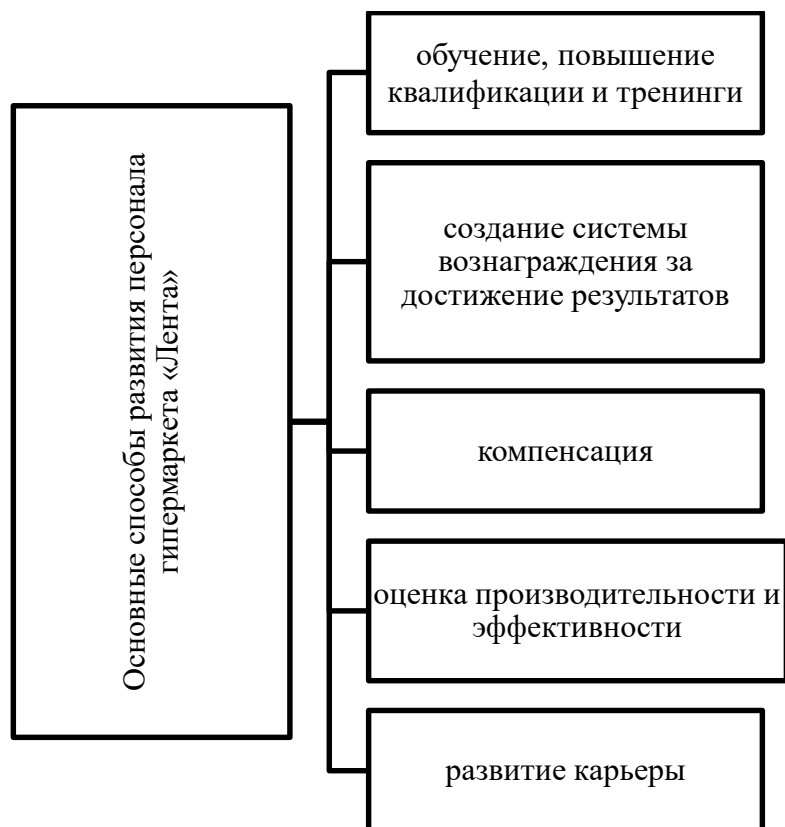 Основные способы развития персонала
гипермаркета «Лента»
обучение, повышение
квалификации и тренинги
создание системы
вознаграждения за
достижение результатов
компенсация
оценка производительности и
эффективности
развитие карьеры